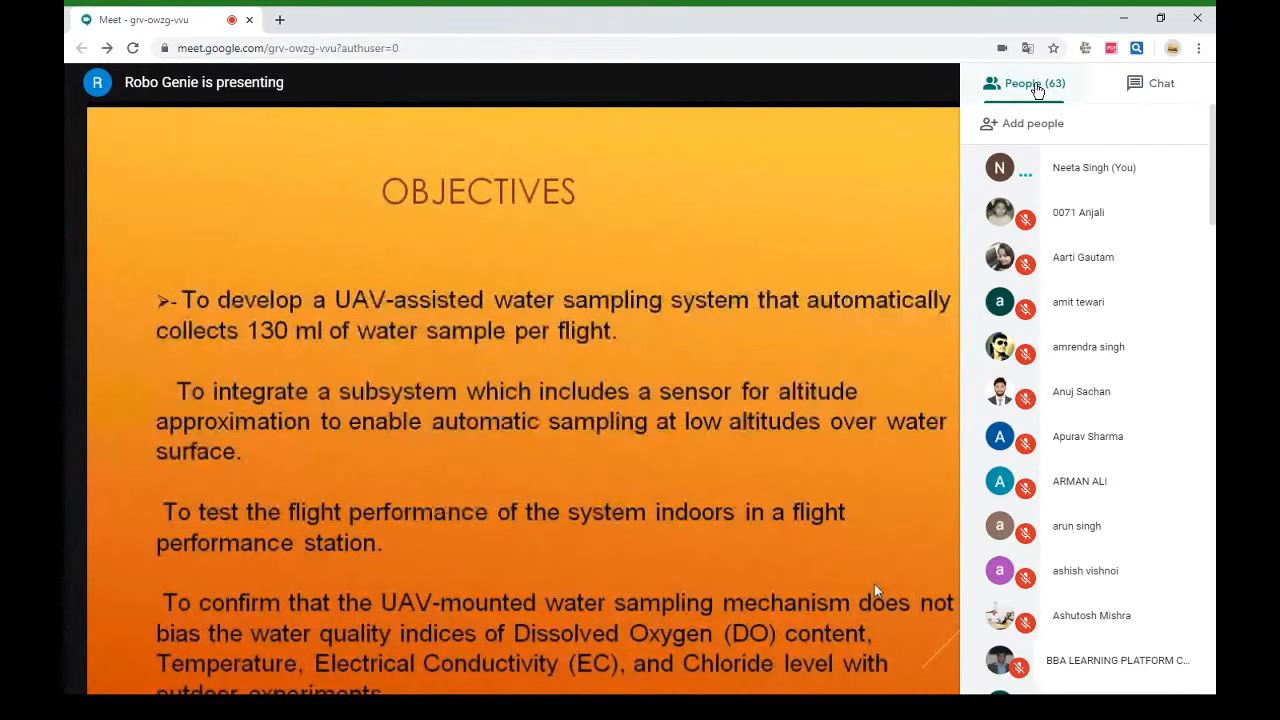 Meet - grv-owzg-vvu
meet.google.com/grv-owzg-vvu?authuser=0
PDF
R Robo Genie is presenting
People (63)
Chat
Add people
OBJECTIVES
➢- To develop a UAV-assisted water sampling system that automatically
collects 130 ml of water sample per flight.
To integrate a subsystem which includes a sensor for altitude
approximation to enable automatic sampling at low altitudes over water
surface.
To test the flight performance of the system indoors in a flight
performance station.
To confirm that the UAV-mounted water sampling mechanism does not
bias the water quality indices of Dissolved Oxygen (DO) content,
Temperature, Electrical Conductivity (EC), and Chloride level with
outdoor experiments
N Neeta Singh (You)
0071 Anjali
Aarti Gautam
a amit tewari
amrendra singh
Anuj Sachan
A Apurav Sharma
A ARMAN ALI
a arun singh
a ashish vishnoi
Ashutosh Mishra
BBA LEARNING PLATFORM C...